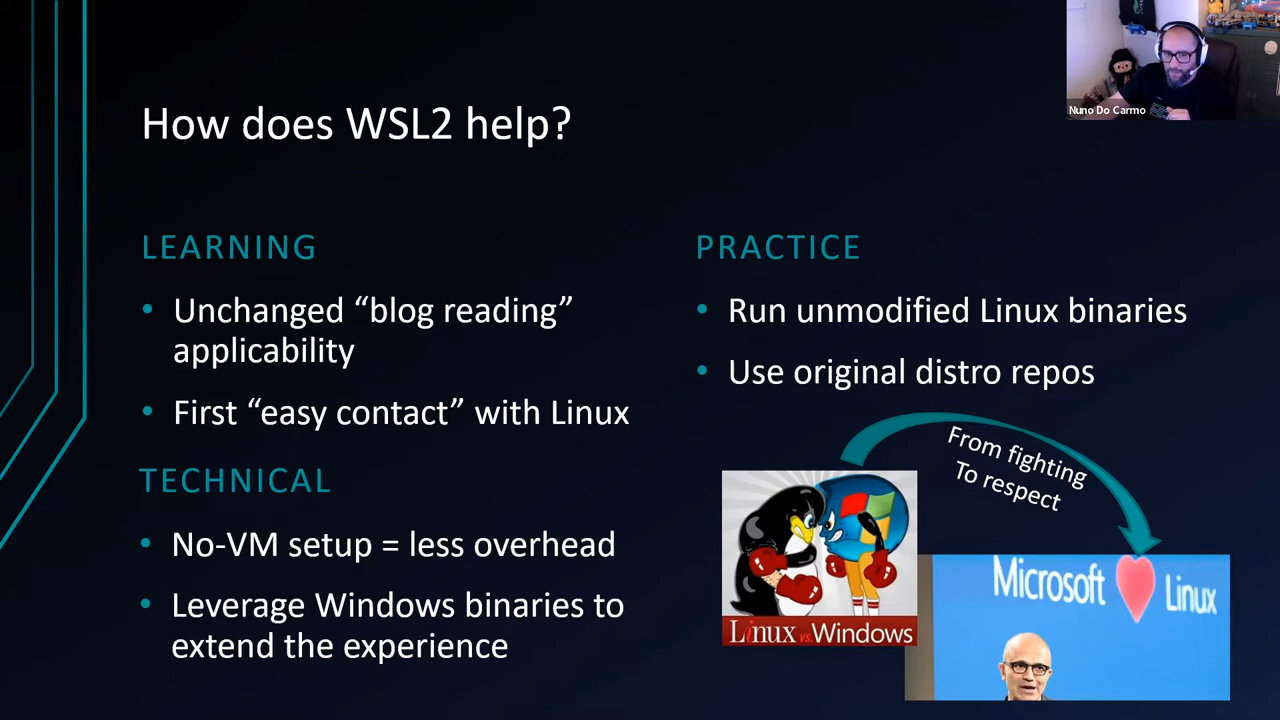 Nuno Do Carmo
How does WSL2 help?
LEARNING
• Unchanged “blog reading”
applicability
• First “easy contact” with Linux
TECHNICAL
• No-VM setup = less overhead
• Leverage Windows binaries to
extend the experience
PRACTICE
• Run unmodified Linux binaries
• Use original distro repos
From fighting
To respect
Linux vs. Windows
Microsoft Linux